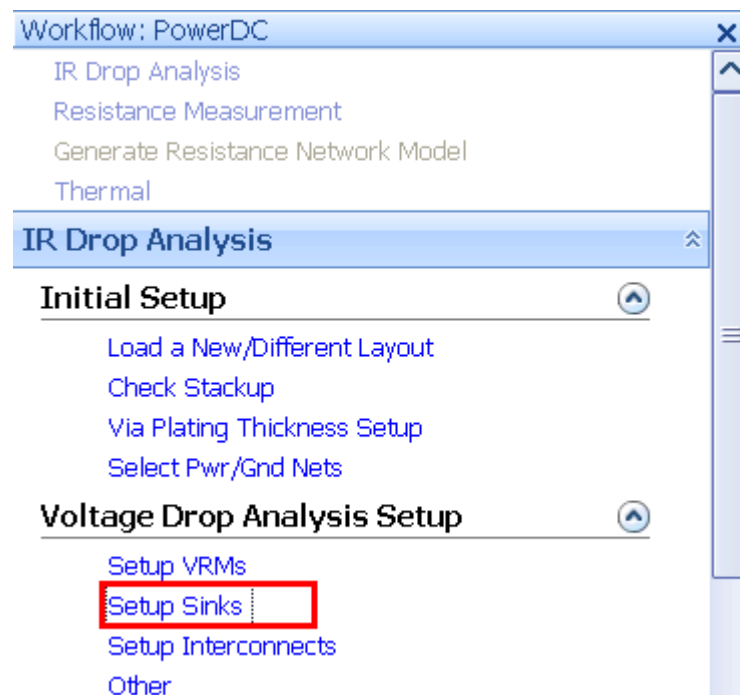 Workflow: PowerDC
IR Drop Analysis
Resistance Measurement
Generate Resistance Network Model
Thermal
IR Drop Analysis
Initial Setup
Load a New/Different Layout
Check Stackup
Via Plating Thickness Setup
Select Pwr/Gnd Nets
Voltage Drop Analysis Setup
Setup VRMs
Setup Sinks
Setup Interconnects
Other